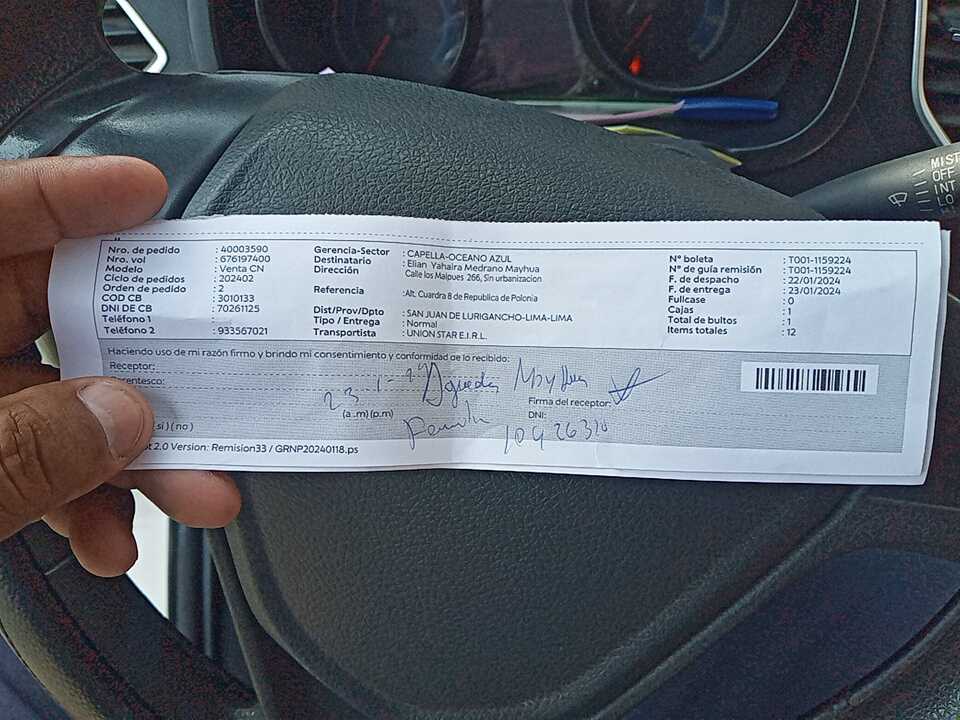 Nro. de pedido : 40003590
Nro. vol : 676197400
Modelo : Venta CN
Ciclo de pedidos : 202402
Orden de pedido : 2
COD CB : 3010133
DNI DE CB : 70261125
Teléfono 1 :
Teléfono 2 : 933567021
Gerencia-Sector : CAPELLA-OCEANO AZUL
Destinatario : Elian Yahaira Medrano Mayhua
Dirección Calle los Malpues 266, Sin urbanizacion
Referencia : Alt: Cuardra 8 de Republica de Polonia
Dist/Prov/Dpto : SAN JUAN DE LURIGANCHO-LIMA-LIMA
Tipo / Entrega : Normal
Transportista : UNION STAR E.I.R.L.
N° boleta : T001-1159224
N° de guía remisión : T001-1159224
F. de despacho : 22/01/2024
F. de entrega : 23/01/2024
Fullcase : 0
Cajas : 1
Total de bultos : 1
Items totales : 12
Haciendo uso de mi razón firmo y brindo mi consentimiento y conformidad de lo recibido:
Receptor:
rentesco:
23-1-
(a.m)(p.m)
Firma del receptor:
DNI:
si)(no)
2.0 Version: Remision33 / GRNP20240118.ps
MIST
OFF
INT
LO